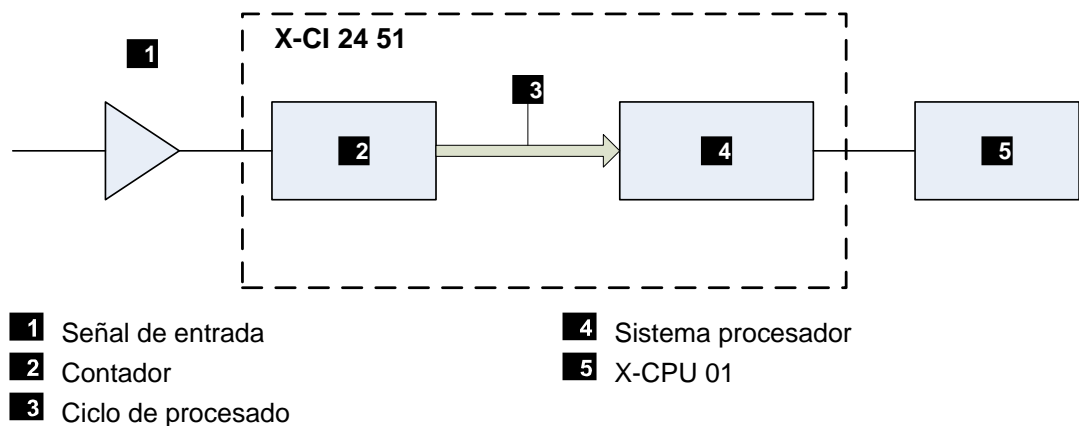 X-CI 24 51
1
3
2
4
5
1 Señal de entrada
2 Contador
3 Ciclo de procesado
4 Sistema procesador
5 X-CPU 01